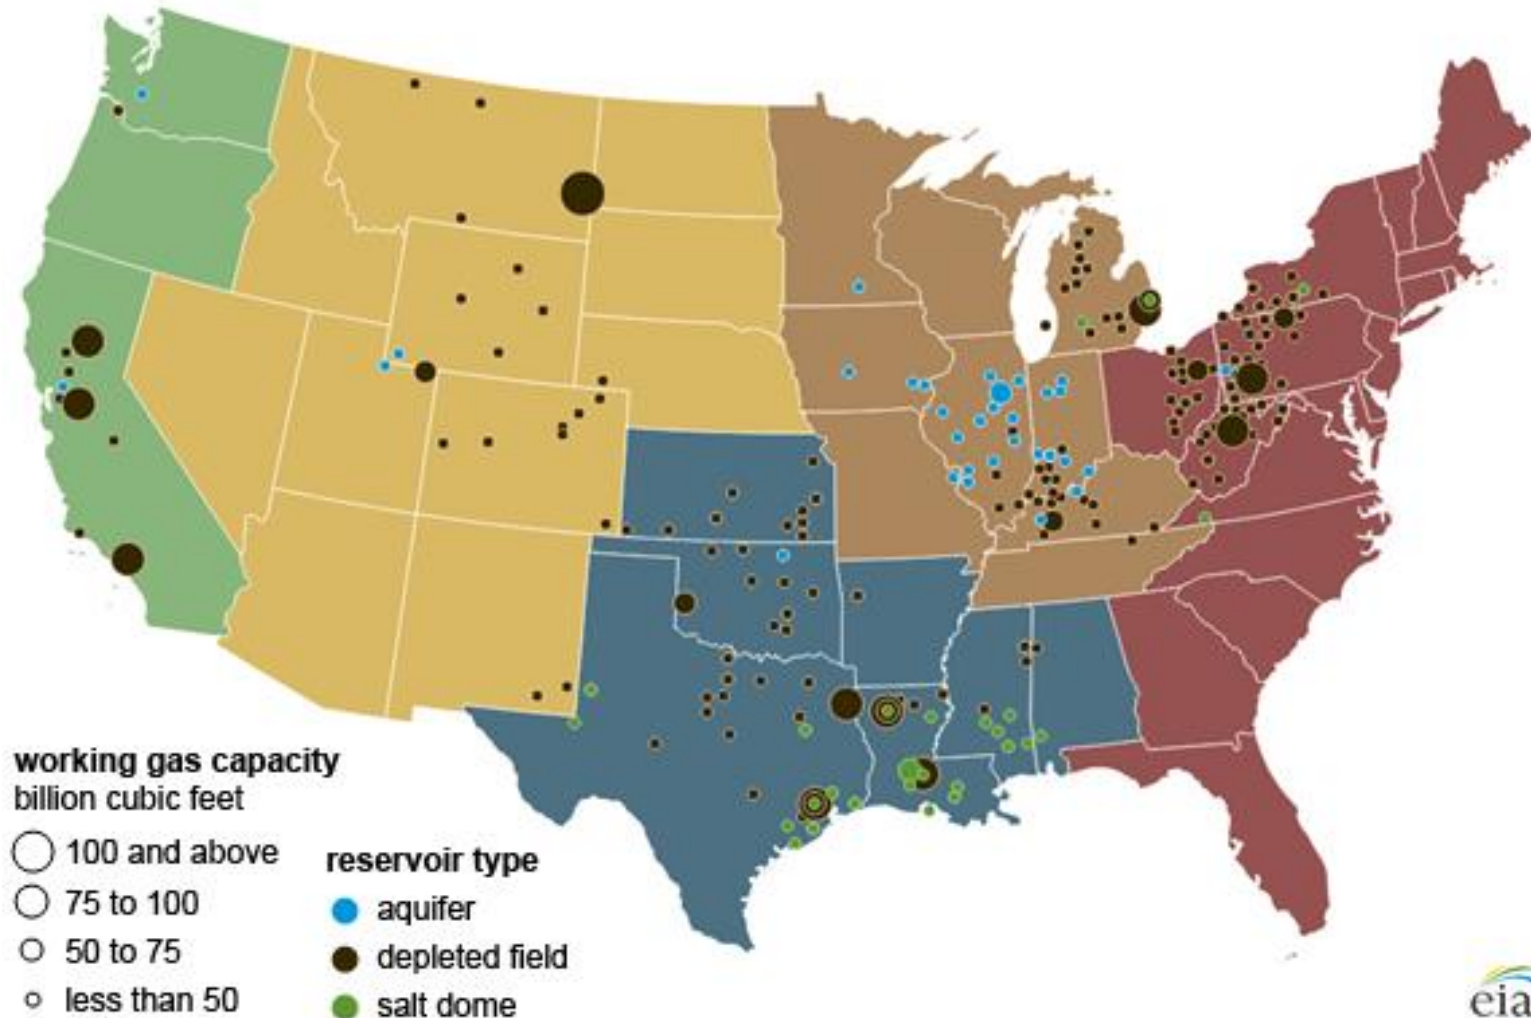 working gas capacity
billion cubic feet
100 and above
75 to 100
50 to 75
less than 50
reservoir type
aquifer
depleted field
salt dome
eia